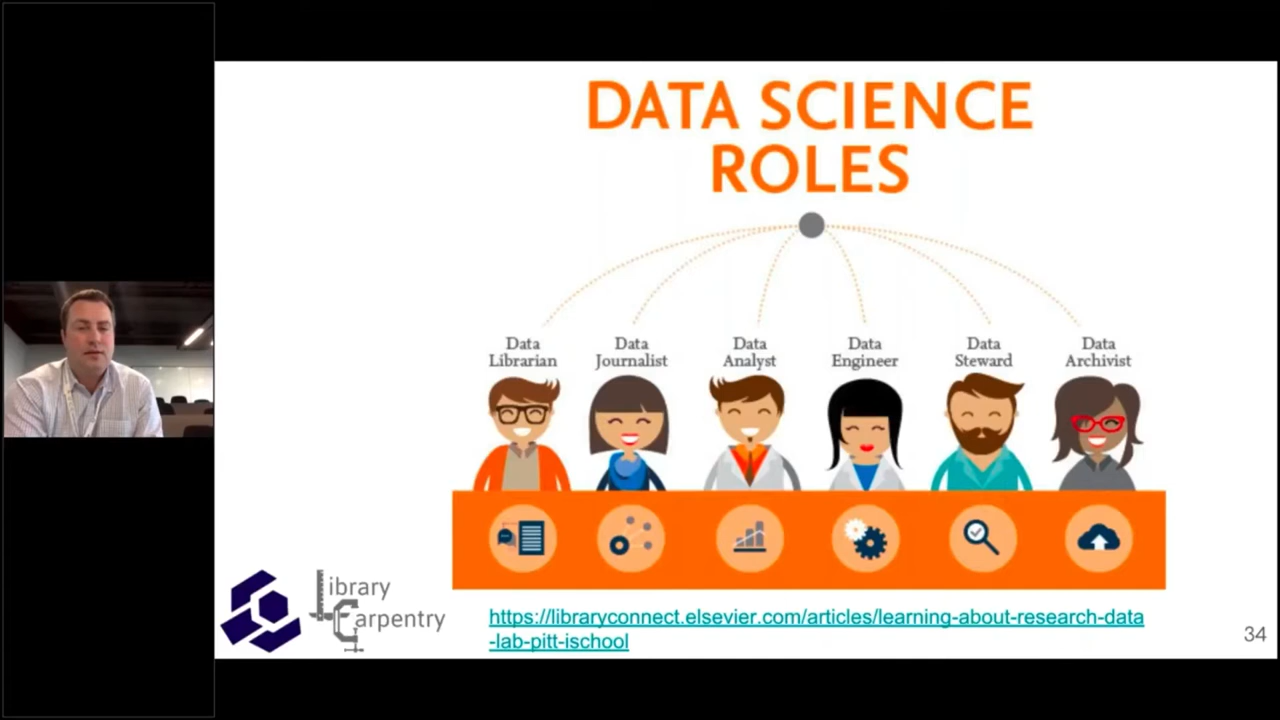 DATA SCIENCE
ROLES
Data
Librarian
Data
Journalist
Data
Analyst
Data
Engineer
Data
Steward
Data
Archivist
Library
Carpentry
https://libraryconnect.elsevier.com/articles/learning-about-research-data
-lab-pitt-ischool
34